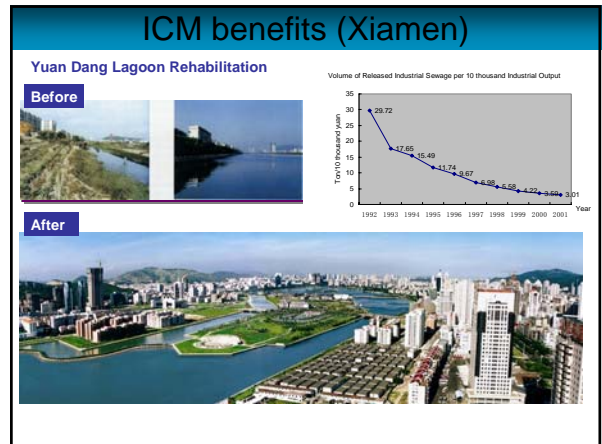 ICM benefits (Xiamen)
Yuan Dang Lagoon Rehabilitation
Before
Volume of Released Industrial Sewage per 10 thousand Industrial Output
Ton/10 thousand yuan
35
30
25
20
15
10
5
0
29.72
17.65
15.49
11.74
9.67
6.98
5.58
4.22
3.59
3.01
Year
1992 1993 1994 1995 1996 1997 1998 1999 2000 2001
After